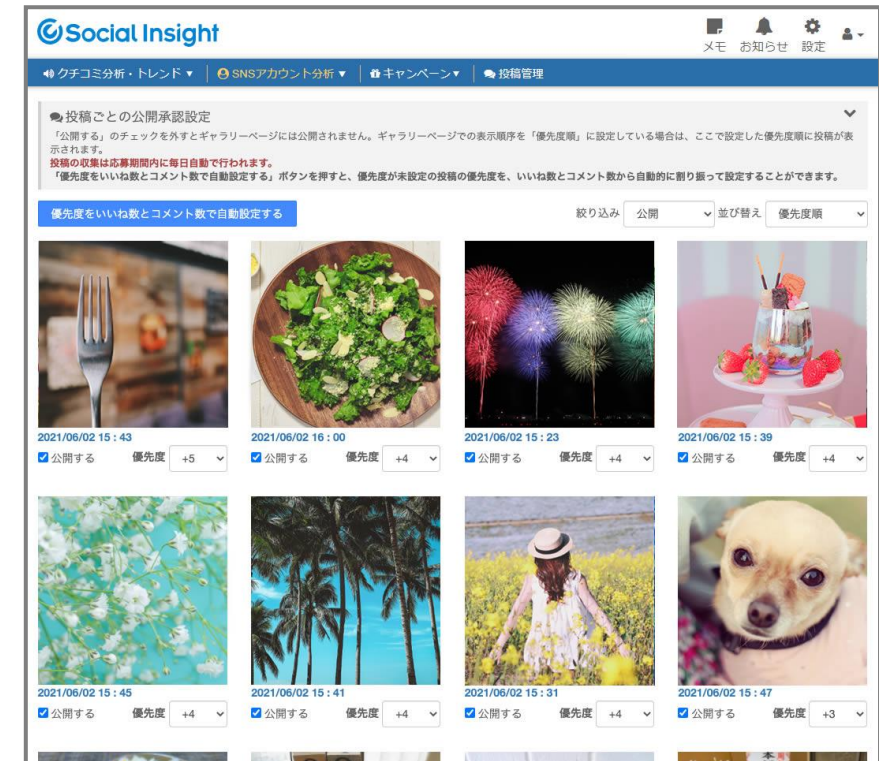 Social Insight
メモ お知らせ 設定
クチコミ分析・トレンド▼ SNSアカウント分析▼ キャンペーン▼ 投稿管理
投稿ごとの公開承認設定
「公開する」のチェックを外すとギャラリーページには公開されません。ギャラリーページでの表示順序を「優先度順」に設定している場合は、ここで設定した優先度順に投稿が表
示されます。
投稿の収集は応募期間内に毎日自動で行われます。
「優先度をいいね数とコメント数で自動設定する」ボタンを押すと、優先度が未設定の投稿の優先度を、いいね数とコメント数から自動的に割り振って設定することができます。
優先度をいいね数とコメント数で自動設定する 絞り込み 公開 並び替え 優先度順
2021/06/02 15:43 2021/06/02 16:00 2021/06/02 15:23 2021/06/02 15:39
公開する 優先度 +5 公開する 優先度 +4 公開する 優先度 +4 公開する 優先度 +4
2021/06/02 15:45 2021/06/02 15:41 2021/06/02 15:31 2021/06/02 15:47
公開する 優先度 +4 公開する 優先度 +4 公開する 優先度 +4 公開する 優先度 +3